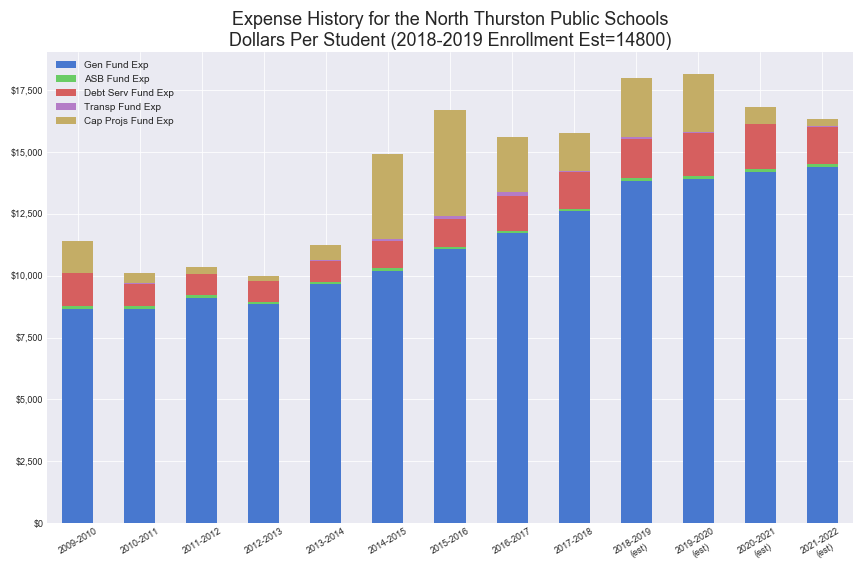 Expense History for the North Thurston Public Schools
Dollars Per Student (2018-2019 Enrollment Est=14800)
Gen Fund Exp
ASB Fund Exp
Debt Serv Fund Exp
Transp Fund Exp
Cap Projs Fund Exp
$17,500
$15,000
$12,500
$10,000
$7,500
$5,000
$2,500
$0
2009-2010
2010-2011
2011-2012
2012-2013
2013-2014
2014-2015
2015-2016
2016-2017
2017-2018
2018-2019
(est)
2019-2020
(est)
2020-2021
(est)
2021-2022
(est)